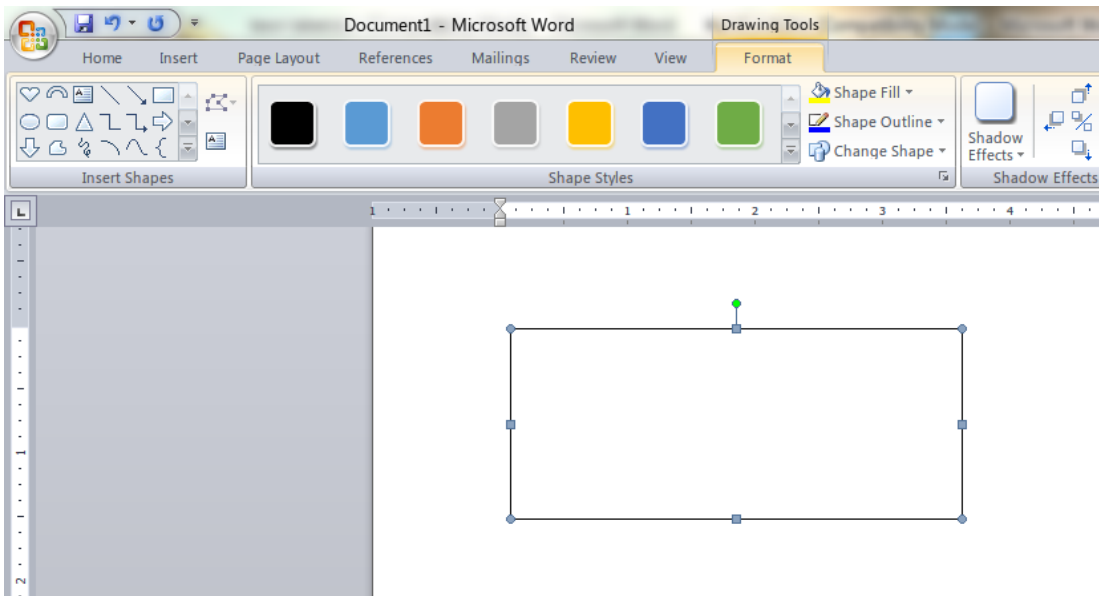 Document1 - Microsoft Word
Drawing Tools
Home Insert Page Layout References Mailings Review View Format
Shape Fill
Shape Outline
Change Shape
Shadow
Effects
Insert Shapes Shape Styles Shadow Effects
L
1 1 2 3 4
1
2